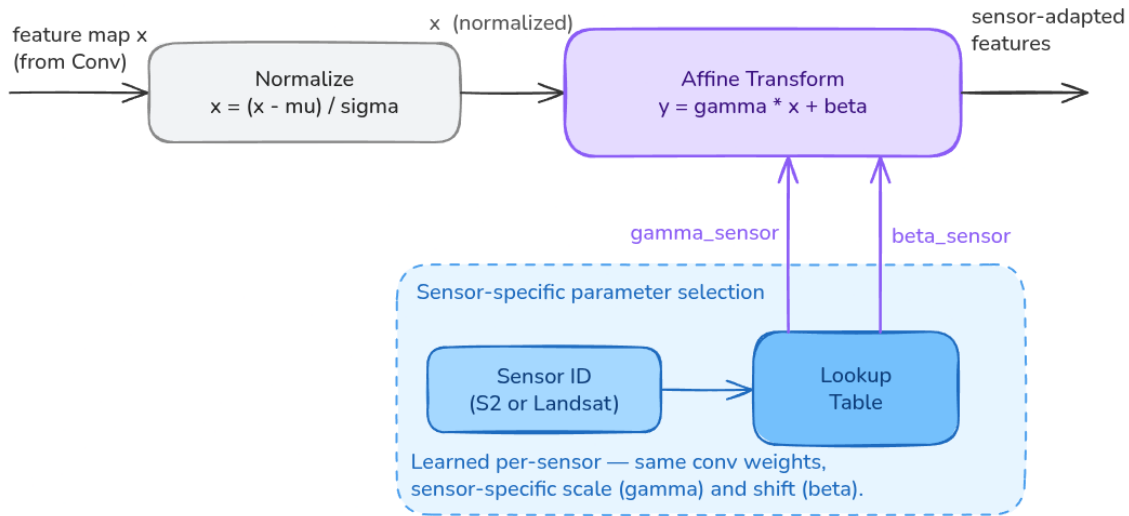 feature map x
(from Conv)
Normalize
x = (x - mu) / sigma
x  (normalized)
Affine Transform
y = gamma * x + beta
sensor-adapted
features
gamma_sensor
beta_sensor
Sensor-specific parameter selection
Sensor ID
(S2 or Landsat)
Lookup
Table
Learned per-sensor — same conv weights,
sensor-specific scale (gamma) and shift (beta).